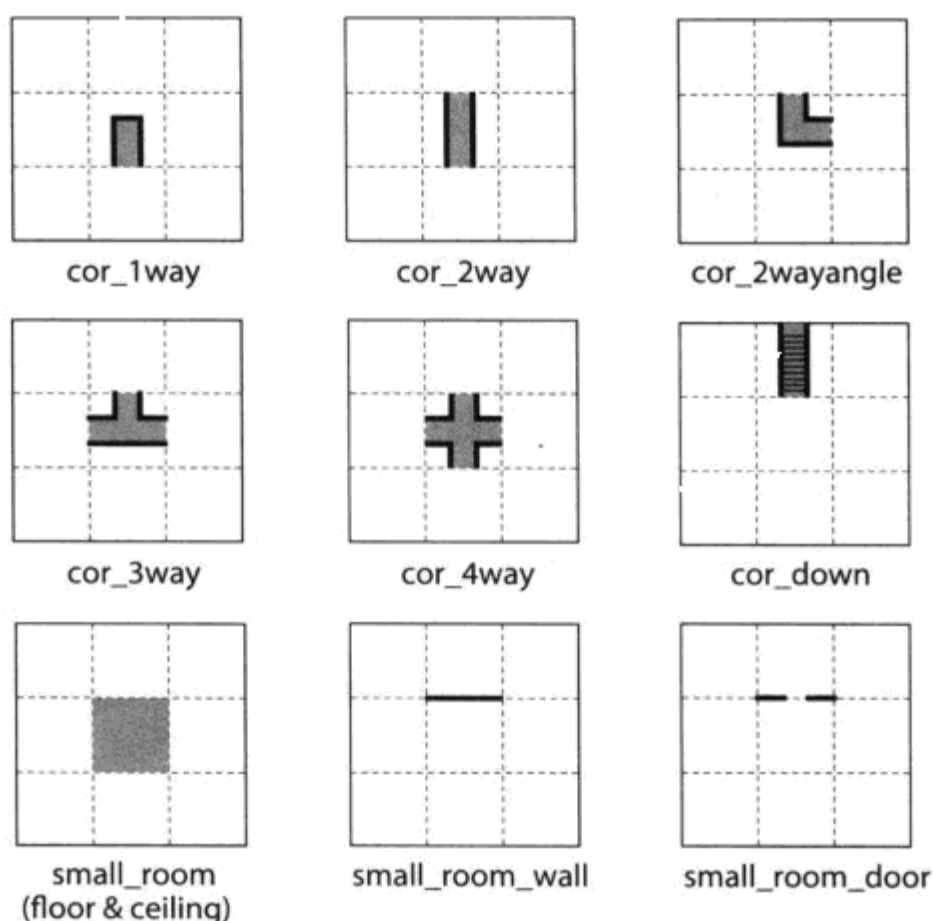 cor_1way
cor_2way
cor_2wayangle
cor_3way
cor_4way
cor_down
small_room
(floor & ceiling)
small_room_wall
small_room_door